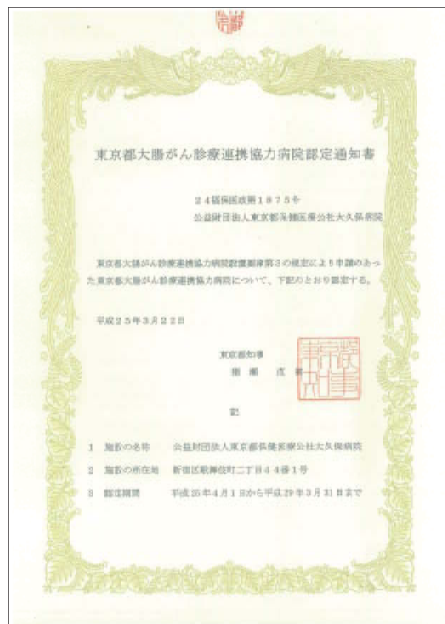 東京都大腸がん診療連携協力病院認定通知書
24福保医政第1875号
公益財団法人東京都保健医療公社大久保病院
東京都大腸がん診療連携協力病院設置要綱第3の規定により申請のあっ
た東京都大腸がん診療連携協力病院について、下記のとおり認定する。
平成25年3月22日
東京都知事
猪瀬 直樹
記
1 施設の名称 公益財団法人東京都保健医療公社大久保病院
2 施設の所在地 新宿区歌舞伎町二丁目44番1号
3 認定期間 平成25年4月1日から平成29年3月31日まで